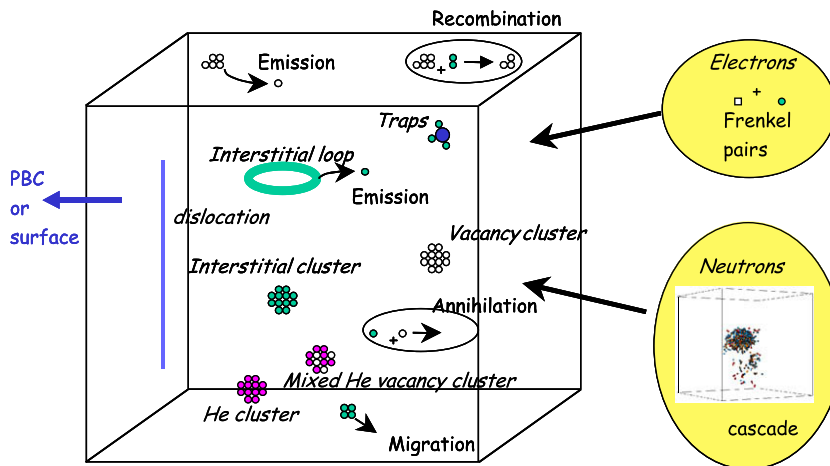 Recombination
Emission
+
Electrons
+
Frenkel
pairs
Traps
Interstitial loop
Emission
PBC
or
surface
dislocation
Vacancy cluster
Interstitial cluster
Neutrons
Annihilation
+
Mixed He vacancy cluster
He cluster
Migration
cascade